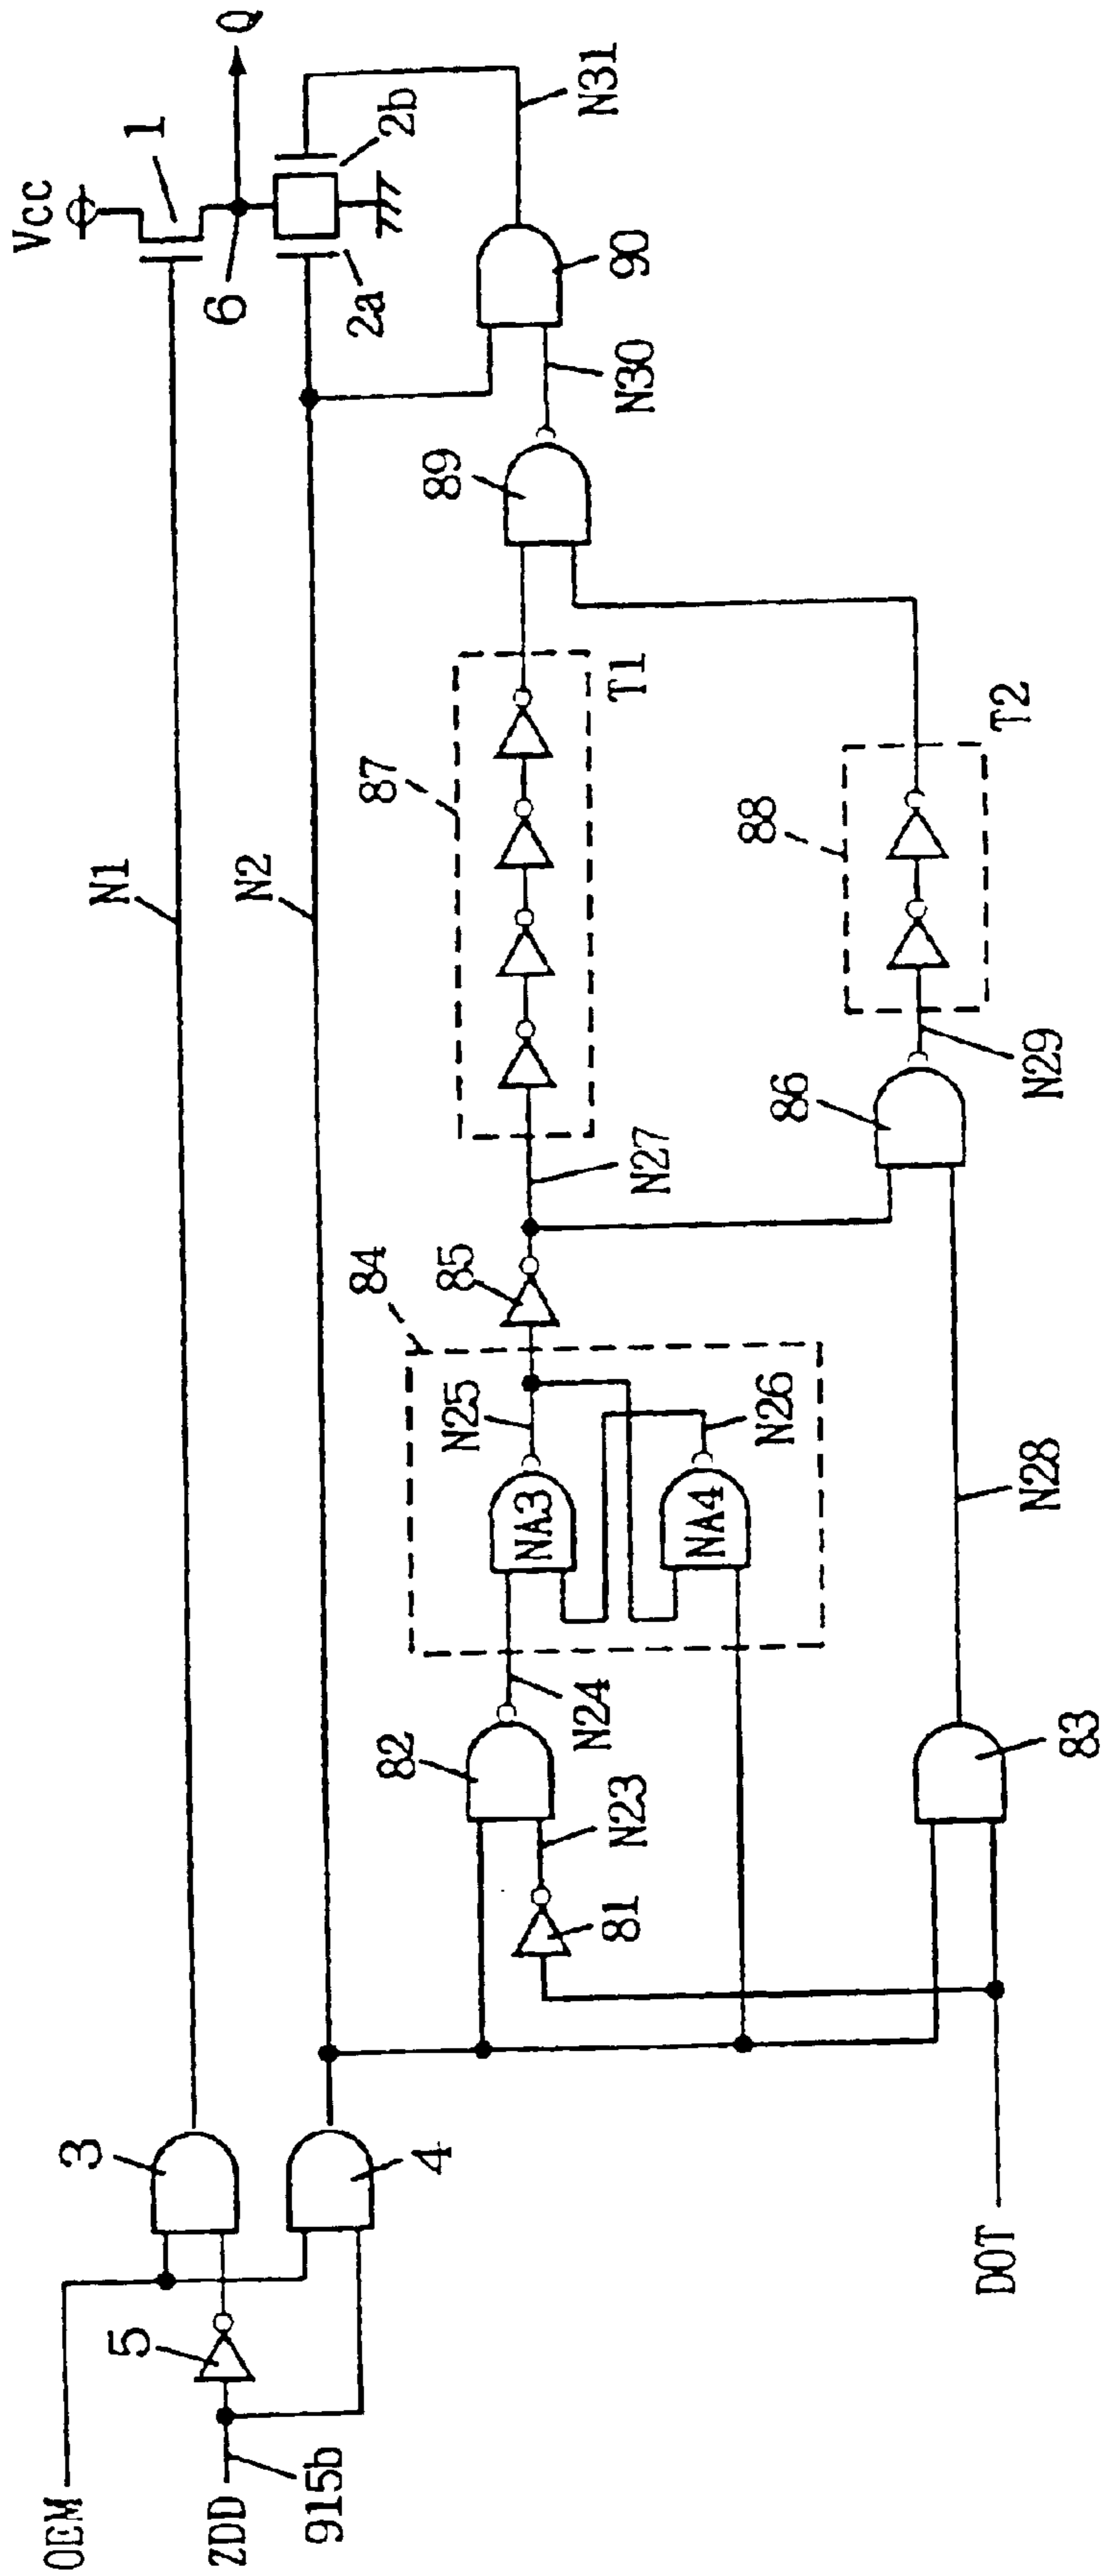 OEM
ZDD
915b
5
3
4
DOT
N1
N2
81
N23
82
N24
83
84
NA3
N25
NA4
N26
N28
85
N27
86
N29
87
T1
88
T2
89
N30
90
N31
Vcc
1
6
2a
2b
Q